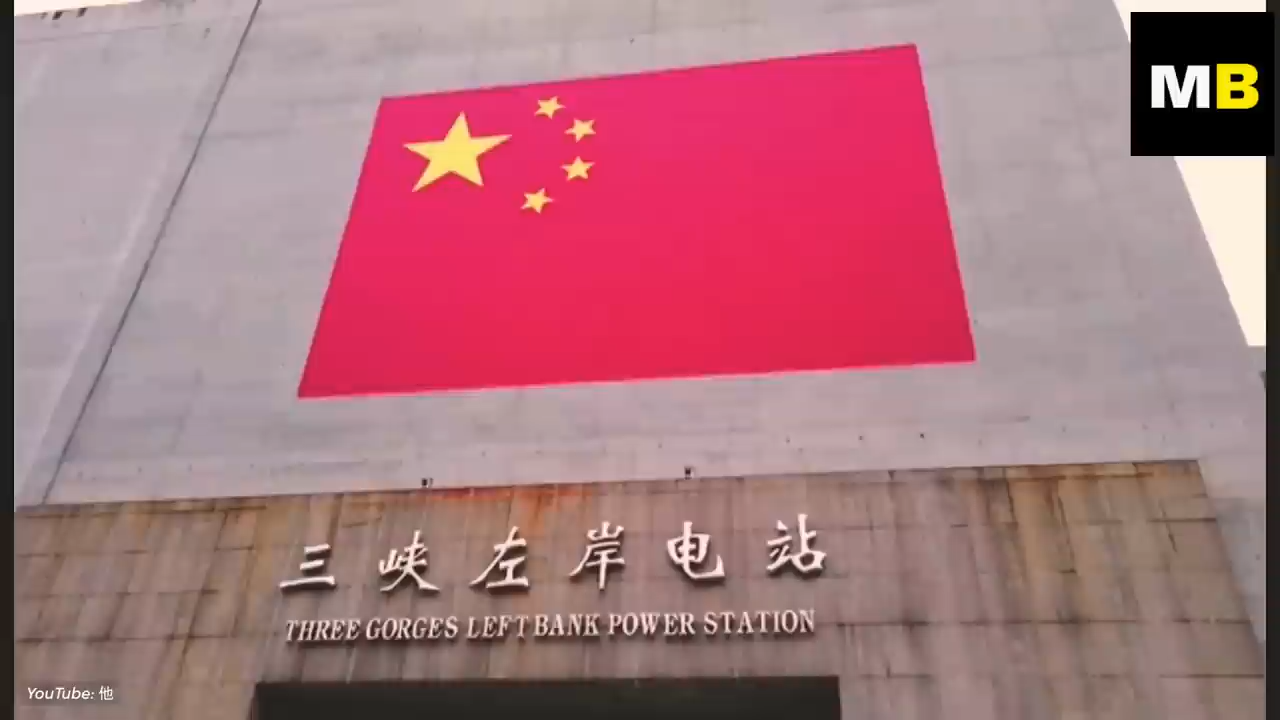 MB
三峡左岸电站
THREE GORGES LEFT BANK POWER STATION
YouTube: 他